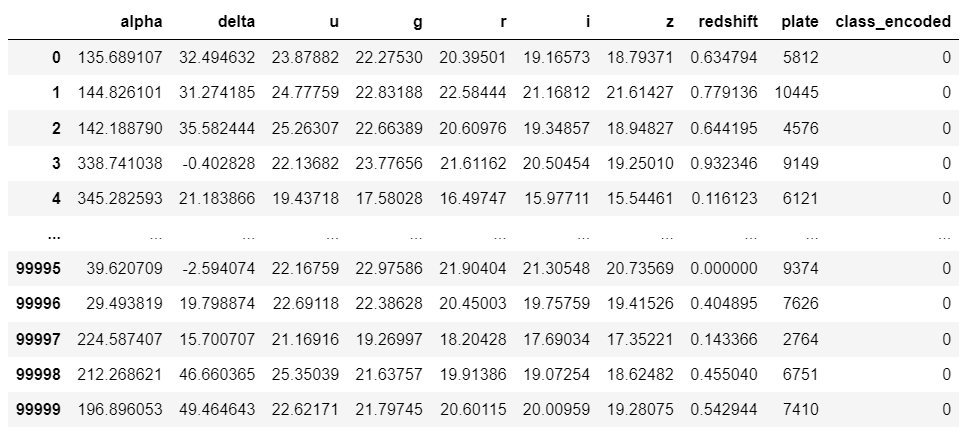 alpha delta u g r i z redshift plate class_encoded
0 135.689107 32.494632 23.87882 22.27530 20.39501 19.16573 18.79371 0.634794 5812 0
1 144.826101 31.274185 24.77759 22.83188 22.58444 21.16812 21.61427 0.779136 10445 0
2 142.188790 35.582444 25.26307 22.66389 20.60976 19.34857 18.94827 0.644195 4576 0
3 338.741038 -0.402828 22.13682 23.77656 21.61162 20.50454 19.25010 0.932346 9149 0
4 345.282593 21.183866 19.43718 17.58028 16.49747 15.97711 15.54461 0.116123 6121 0
... ... ... ... ... ... ... ... ... ... ...
99995 39.620709 -2.594074 22.16759 22.97586 21.90404 21.30548 20.73569 0.000000 9374 0
99996 29.493819 19.798874 22.69118 22.38628 20.45003 19.75759 19.41526 0.404895 7626 0
99997 224.587407 15.700707 21.16916 19.26997 18.20428 17.69034 17.35221 0.143366 2764 0
99998 212.268621 46.660365 25.35039 21.63757 19.91386 19.07254 18.62482 0.455040 6751 0
99999 196.896053 49.464643 22.62171 21.79745 20.60115 20.00959 19.28075 0.542944 7410 0